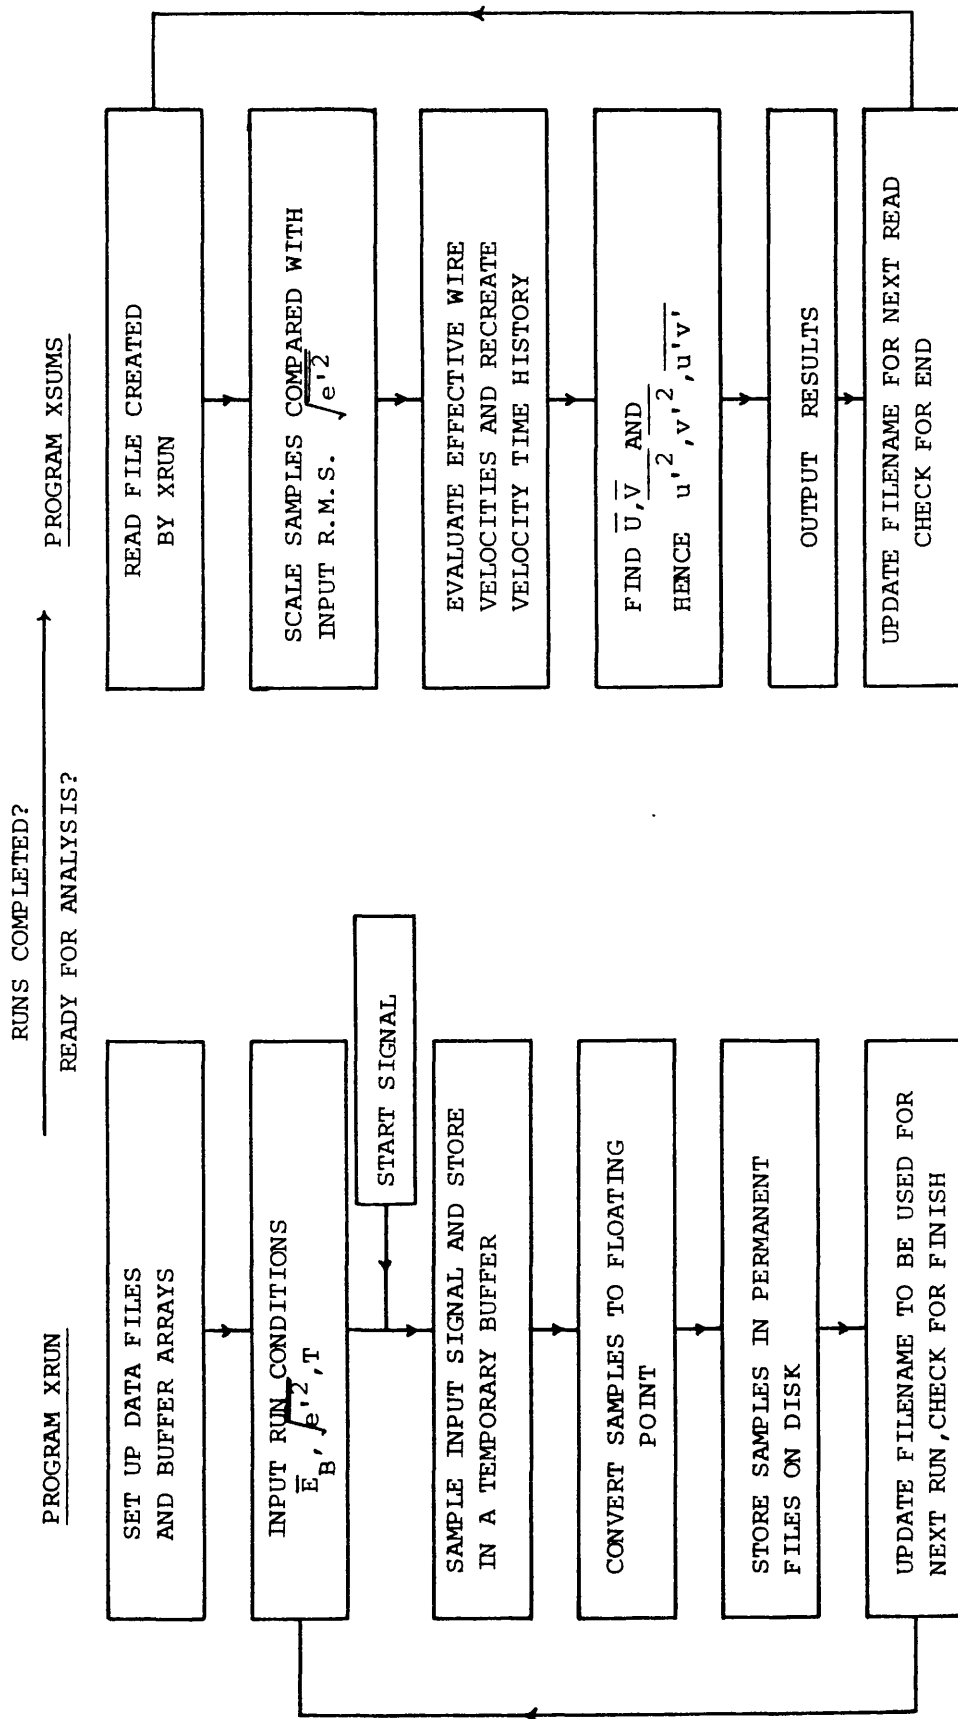 RUNS COMPLETED?
READY FOR ANALYSIS?
PROGRAM XRUN
SET UP DATA FILES
AND BUFFER ARRAYS
INPUT RUN CONDITIONS
E̅_B, √e'², T
START SIGNAL
SAMPLE INPUT SIGNAL AND STORE
IN A TEMPORARY BUFFER
CONVERT SAMPLES TO FLOATING
POINT
STORE SAMPLES IN PERMANENT
FILES ON DISK
UPDATE FILENAME TO BE USED FOR
NEXT RUN,CHECK FOR FINISH
PROGRAM XSUMS
READ FILE CREATED
BY XRUN
SCALE SAMPLES COMPARED WITH
INPUT R.M.S. √e'²
EVALUATE EFFECTIVE WIRE
VELOCITIES AND RECREATE
VELOCITY TIME HISTORY
FIND U̅,V̅ AND
HENCE u'²,v'²,u'v'
OUTPUT RESULTS
UPDATE FILENAME FOR NEXT READ
CHECK FOR END